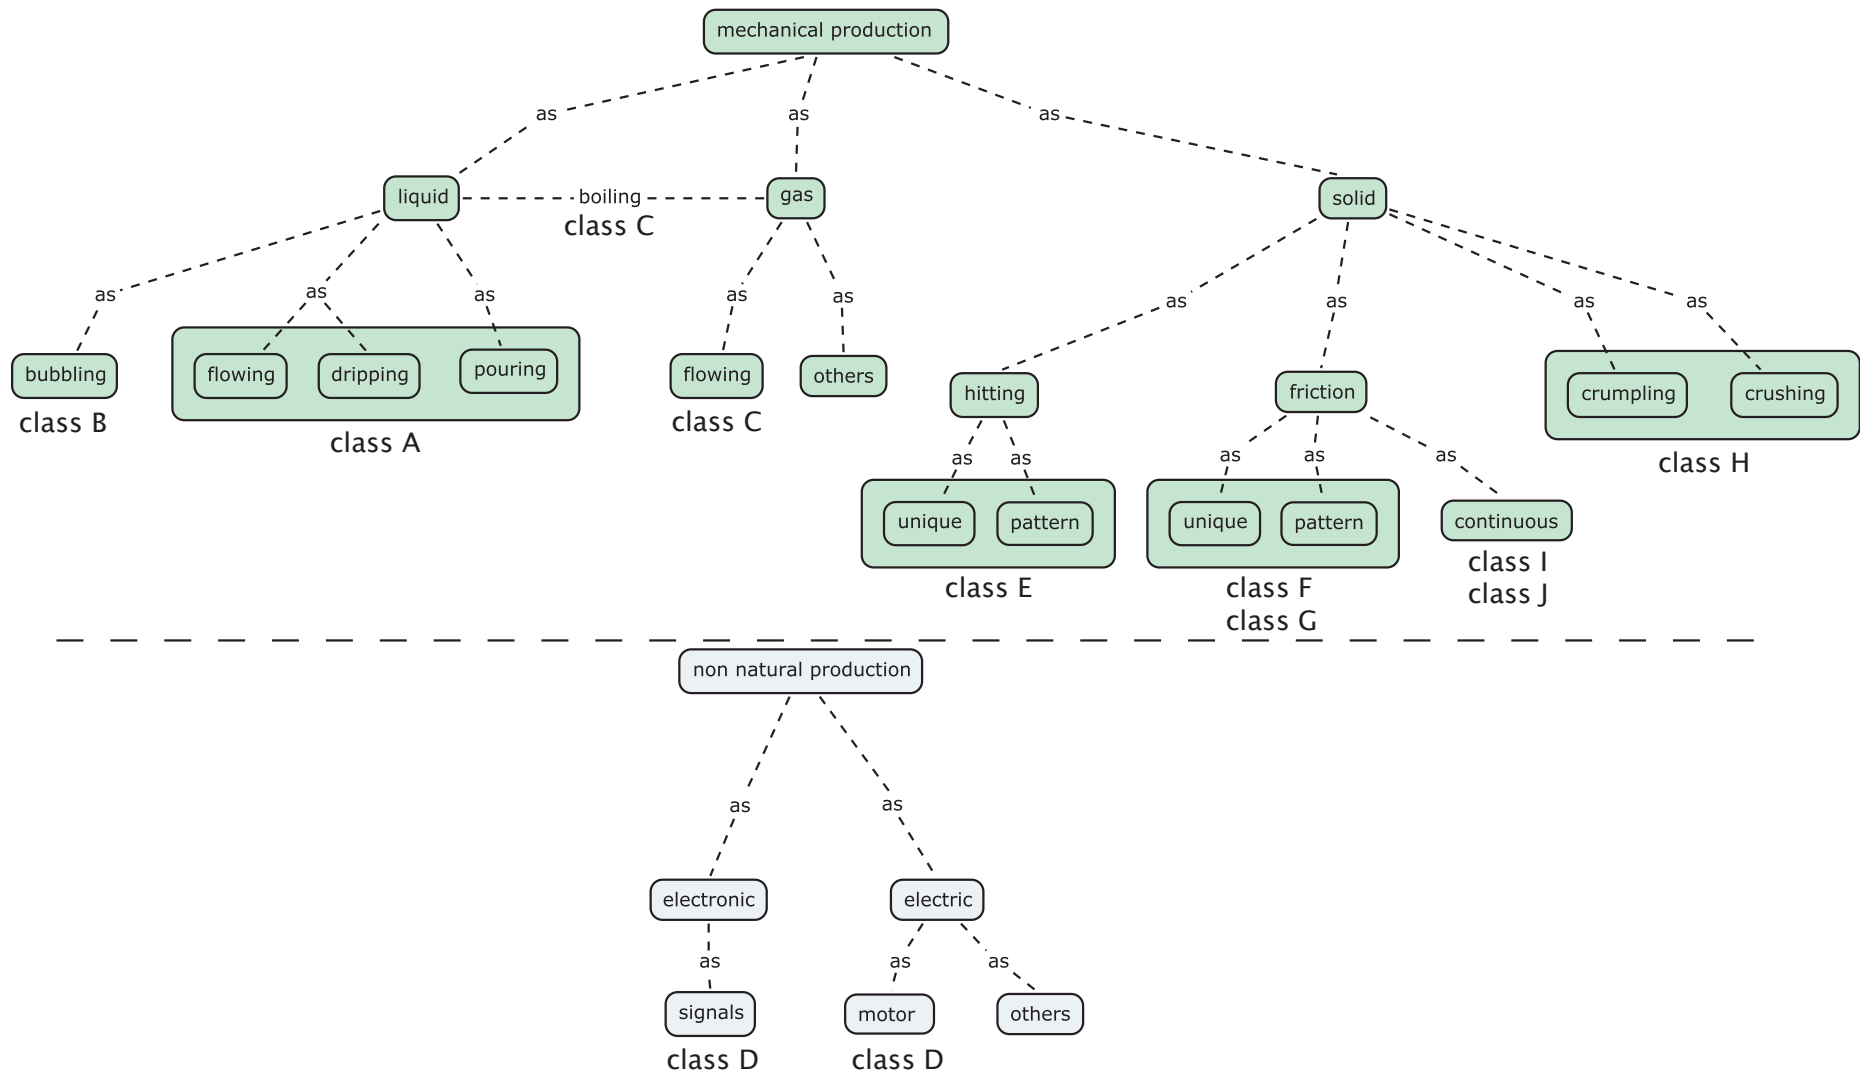 mechanical production
as
as
as
liquid
boiling
gas
solid
class C
as
as
as
as
as
as
as
as
as
bubbling
flowing
dripping
pouring
flowing
others
hitting
friction
crumpling
crushing
class B
class A
class C
class H
as
as
as
as
as
unique
pattern
unique
pattern
continuous
class E
class F
class G
class I
class J
non natural production
as
as
electronic
electric
as
as
as
signals
motor
others
class D
class D